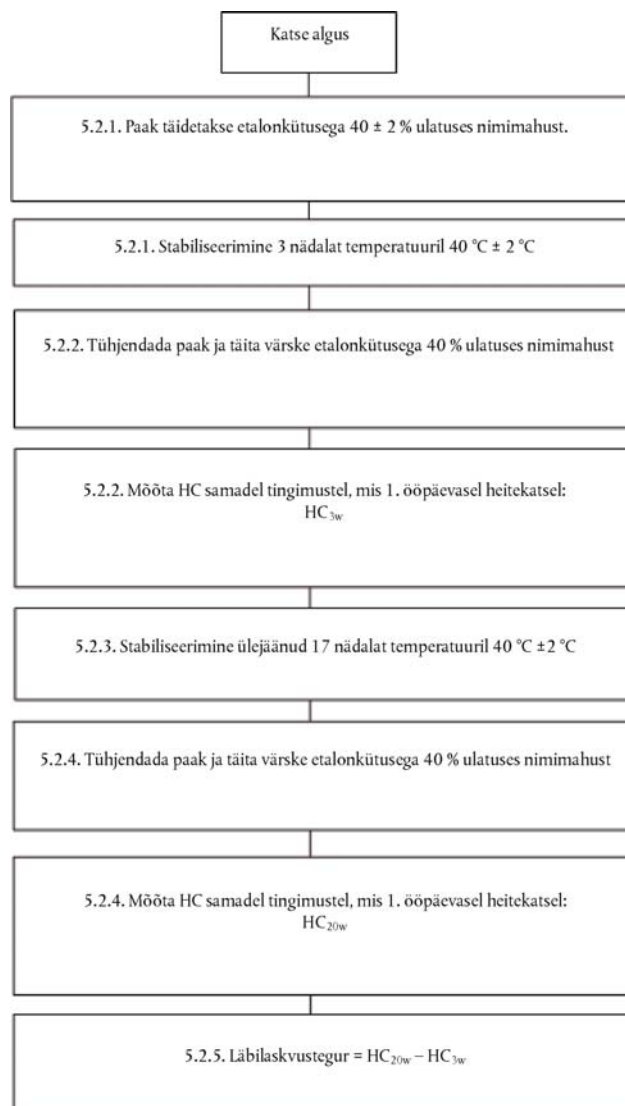 Katse algus
5.2.1. Paak täidetakse etalonkütusega 40 ± 2 % ulatuses nimimahust.
5.2.1. Stabiliseerimine 3 nädalat temperatuuril 40 °C ± 2 °C
5.2.2. Tühjendada paak ja täita värske etalonkütusega 40 % ulatuses nimimahust
5.2.2. Mõõta HC samadel tingimustel, mis 1. ööpäevasel heitekatsel:
HC3w
5.2.3. Stabiliseerimine ülejäänud 17 nädalat temperatuuril 40 °C ±2 °C
5.2.4. Tühjendada paak ja täita värske etalonkütusega 40 % ulatuses nimimahust
5.2.4. Mõõta HC samadel tingimustel, mis 1. ööpäevasel heitekatsel:
HC20w
5.2.5. Läbilaskvustegur = HC20w – HC3w